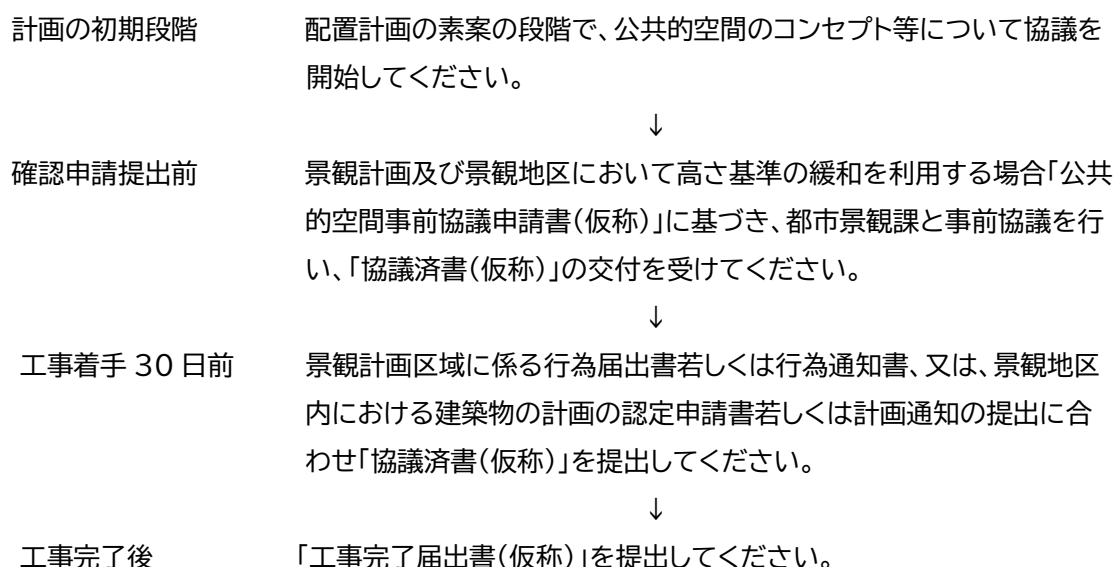 計画の初期段階 配置計画の素案の段階で、公共的空間のコンセプト等について協議を
開始してください。
↓
確認申請提出前 景観計画及び景観地区において高さ基準の緩和を利用する場合「公共
的空間事前協議申請書(仮称)」に基づき、都市景観課と事前協議を行
い、「協議済書(仮称)」の交付を受けてください。
↓
工事着手 30 日前 景観計画区域に係る行為届出書若しくは行為通知書、又は、景観地区
内における建築物の計画の認定申請書若しくは計画通知の提出に合
わせ「協議済書(仮称)」を提出してください。
↓
工事完了後 「工事完了届出書(仮称)」を提出してください。